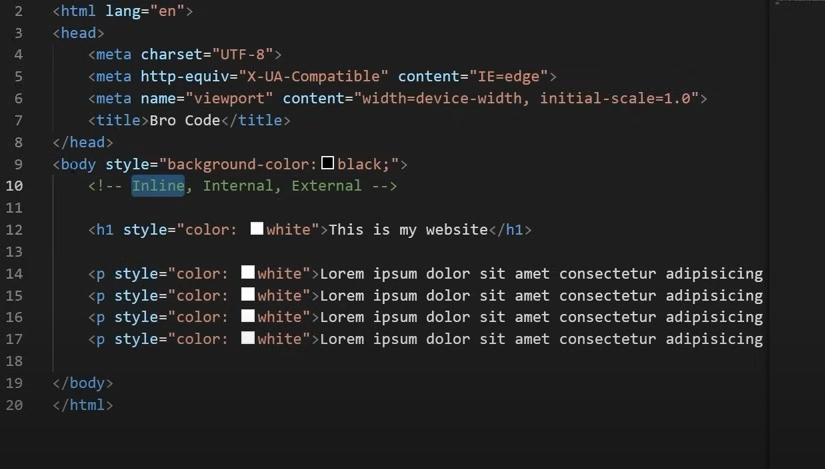 2 <html lang="en">
3 <head>
4 <meta charset="UTF-8">
5 <meta http-equiv="X-UA-Compatible" content="IE=edge">
6 <meta name="viewport" content="width=device-width, initial-scale=1.0">
7 <title>Bro Code</title>
8 </head>
9 <body style="background-color:black;">
10 <!-- Inline, Internal, External -->
11
12 <h1 style="color: white">This is my website</h1>
13
14 <p style="color: white">Lorem ipsum dolor sit amet consectetur adipisicing
15 <p style="color: white">Lorem ipsum dolor sit amet consectetur adipisicing
16 <p style="color: white">Lorem ipsum dolor sit amet consectetur adipisicing
17 <p style="color: white">Lorem ipsum dolor sit amet consectetur adipisicing
18
19 </body>
20 </html>